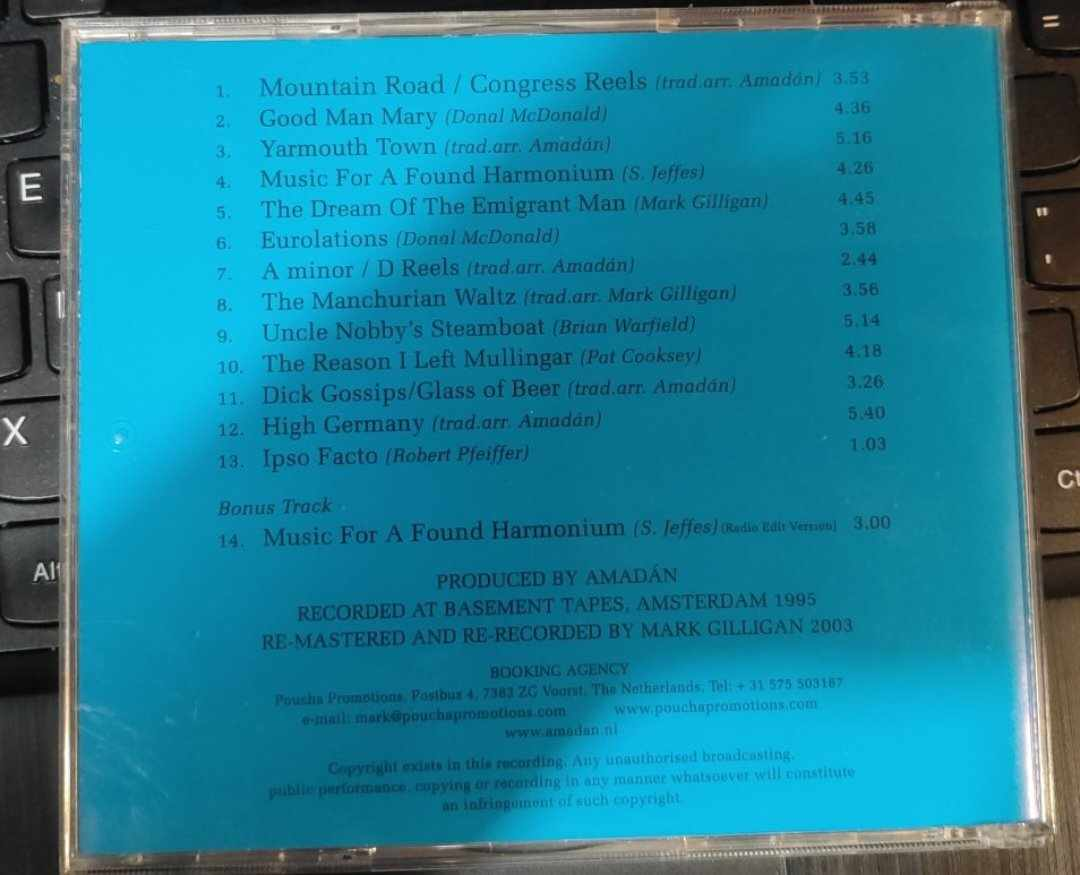 1. Mountain Road / Congress Reels (trad.arr. Amadán) 3.53
2. Good Man Mary (Donal McDonald) 4.36
3. Yarmouth Town (trad.arr. Amadán) 5.16
4. Music For A Found Harmonium (S. Jeffes) 4.26
5. The Dream Of The Emigrant Man (Mark Gilligan) 4.45
6. Eurolations (Donal McDonald) 3.58
7. A minor / D Reels (trad.arr. Amadán) 2.44
8. The Manchurian Waltz (trad.arr. Mark Gilligan) 3.56
9. Uncle Nobby's Steamboat (Brian Warfield) 5.14
10. The Reason I Left Mullingar (Pat Cooksey) 4.18
11. Dick Gossips/Glass of Beer (trad.arr. Amadán) 3.26
12. High Germany (trad.arr. Amadán) 5.40
13. Ipso Facto (Robert Pfeiffer) 1.03
Bonus Track
14. Music For A Found Harmonium (S. Jeffes) (Radio Edit Version) 3.00
PRODUCED BY AMADÁN
RECORDED AT BASEMENT TAPES, AMSTERDAM 1995
RE-MASTERED AND RE-RECORDED BY MARK GILLIGAN 2003
BOOKING AGENCY
Poucha Promotions, Postbus 4, 7383 ZG Voorst, The Netherlands, Tel: + 31 575 503187
e-mail: mark@pouchapromotions.com www.pouchapromotions.com
www.amadan.nl
Copyright exists in this recording. Any unauthorised broadcasting,
public performance, copying or recording in any manner whatsoever will constitute
an infringement of such copyright.
E
X
Alt
=
"
'